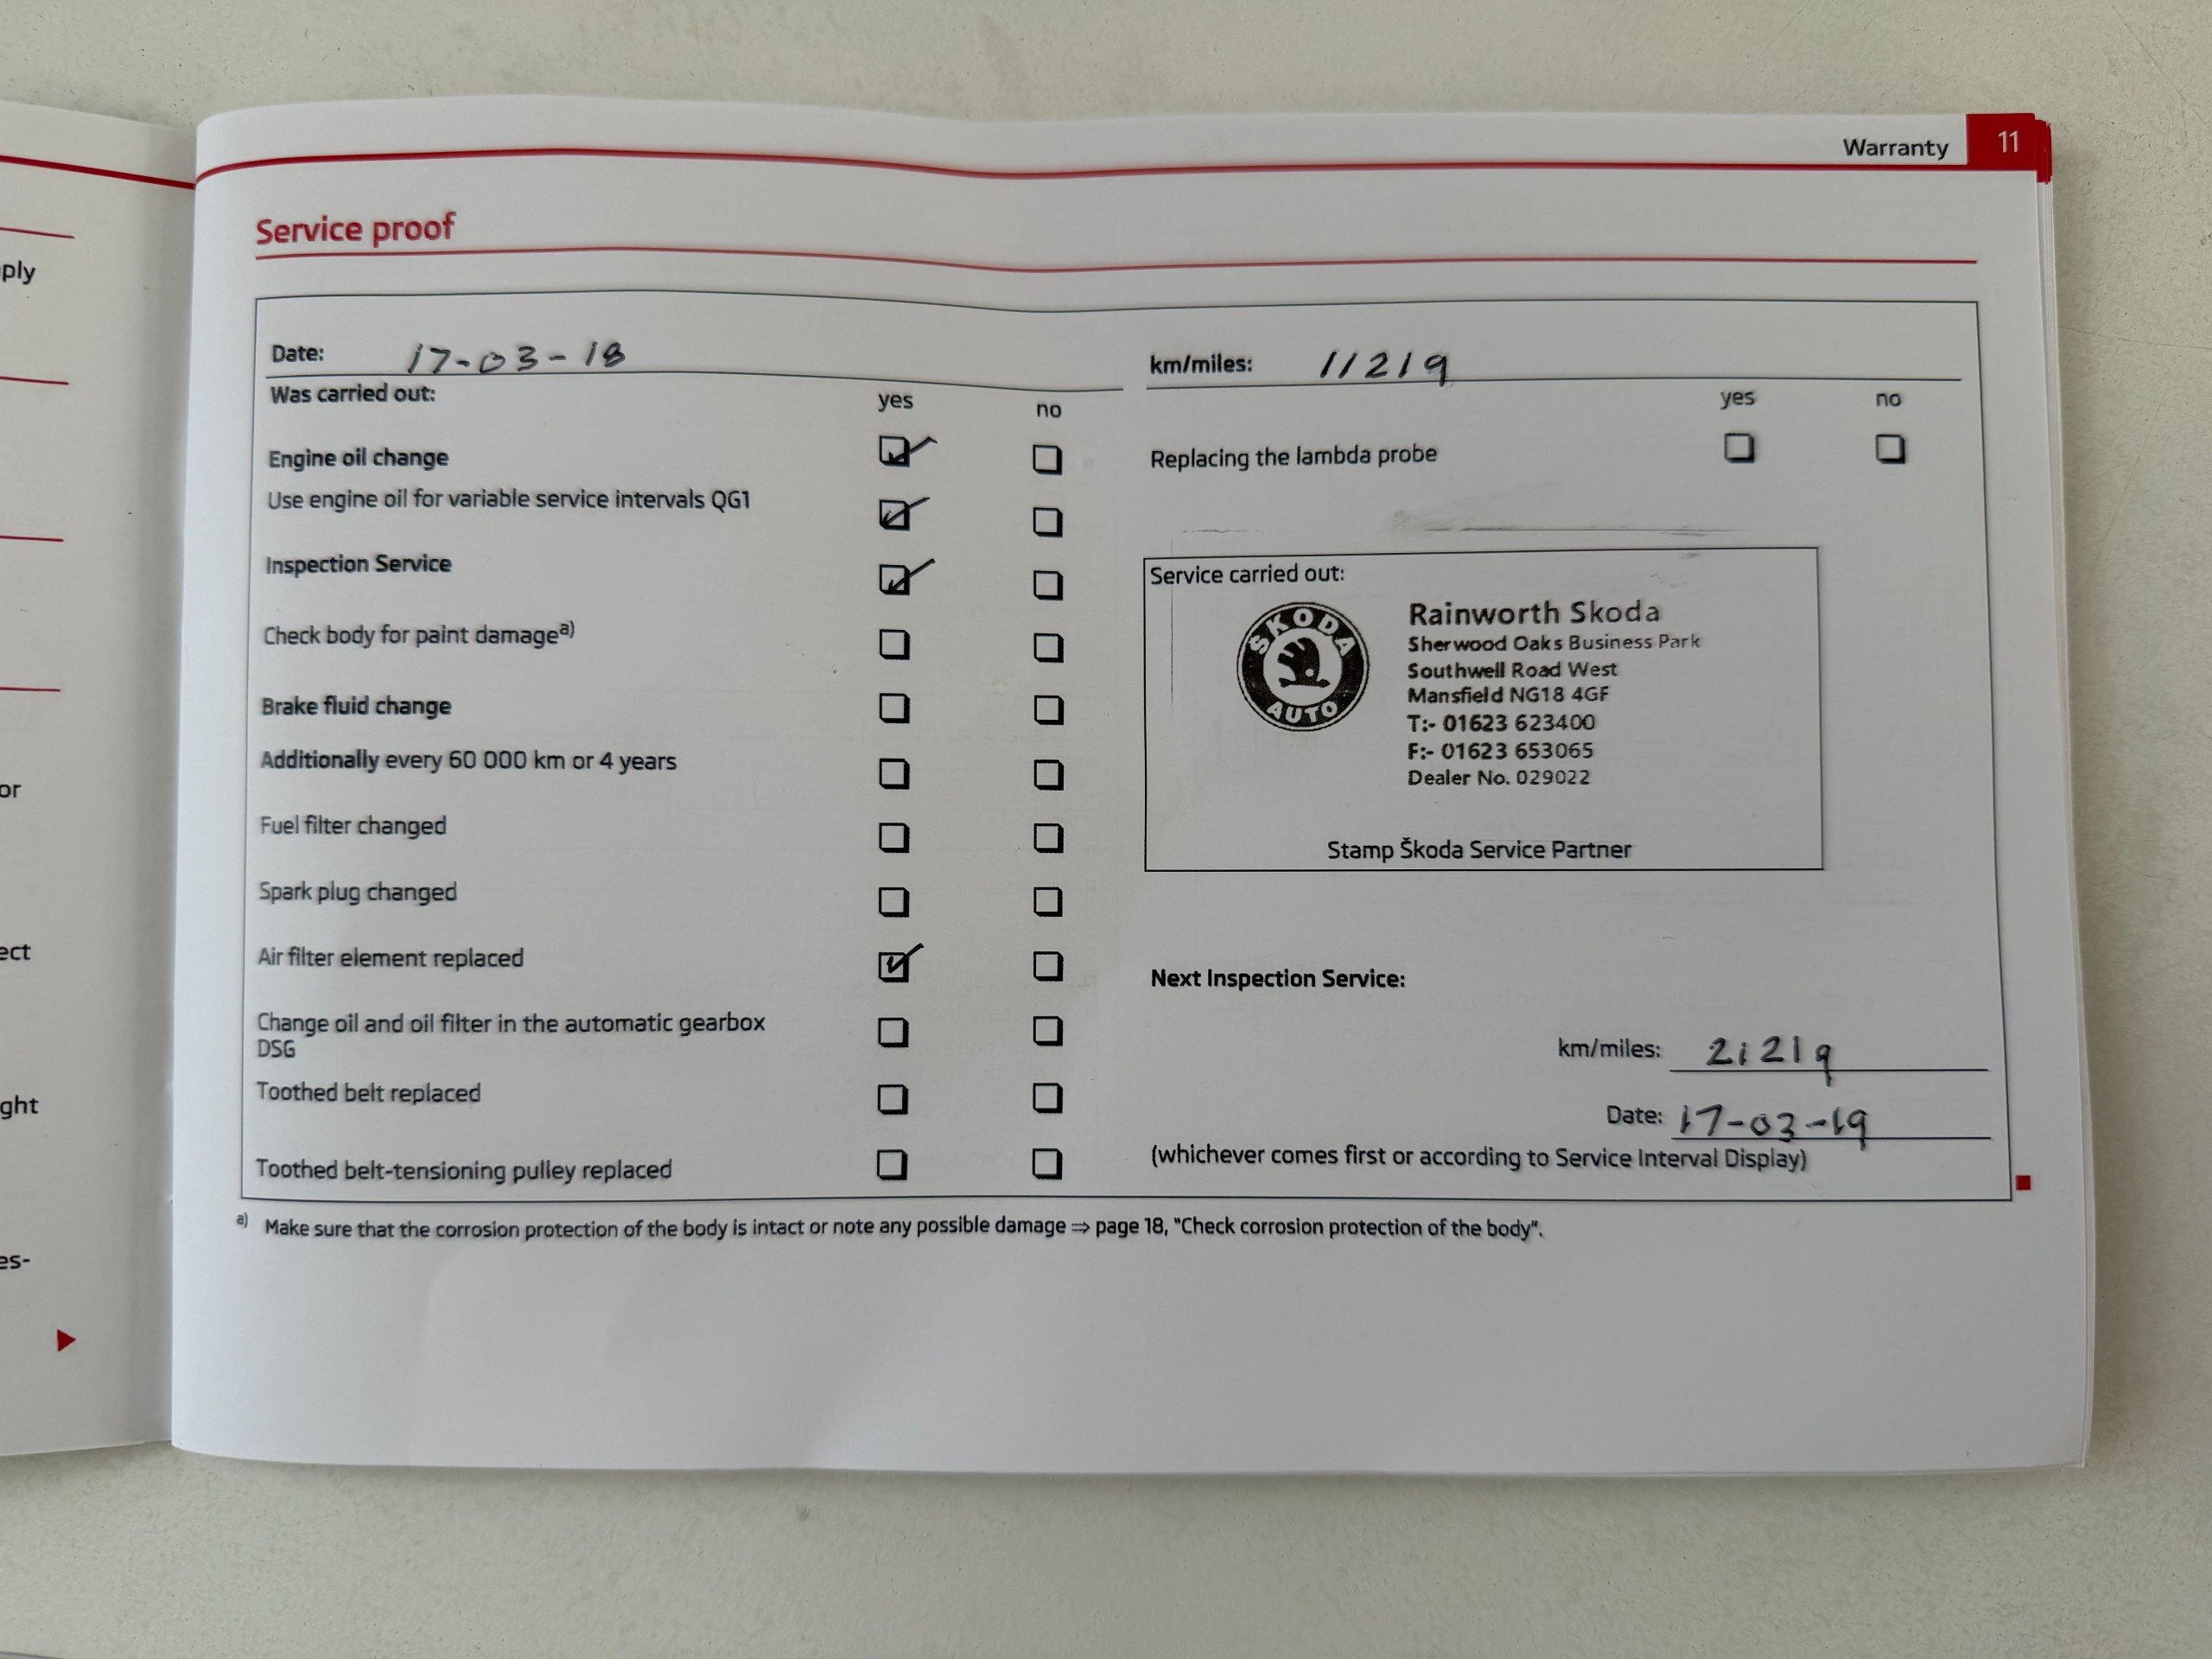 ply
or
ect
ght
es-
Warranty 11
Service proof
Date: 17-03-18
Was carried out: yes no
Engine oil change
Use engine oil for variable service intervals QG1
Inspection Service
Check body for paint damage a)
Brake fluid change
Additionally every 60 000 km or 4 years
Fuel filter changed
Spark plug changed
Air filter element replaced
Change oil and oil filter in the automatic gearbox
DSG
Toothed belt replaced
Toothed belt-tensioning pulley replaced
km/miles: 11219
yes no
Replacing the lambda probe
Service carried out:
ŠKODA
AUTO
Rainworth Skoda
Sherwood Oaks Business Park
Southwell Road West
Mansfield NG18 4GF
T:- 01623 623400
F:- 01623 653065
Dealer No. 029022
Stamp Škoda Service Partner
Next Inspection Service:
km/miles: 21219
Date: 17-03-19
(whichever comes first or according to Service Interval Display)
a) Make sure that the corrosion protection of the body is intact or note any possible damage ⇒ page 18, "Check corrosion protection of the body".